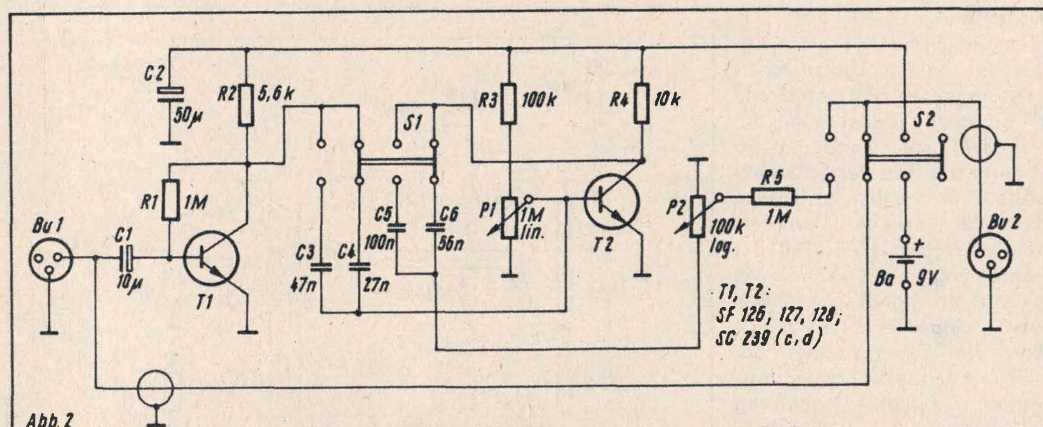 C2
50µ
R2
5,6k
R1
1M
Bu 1
C1
10µ
T1
S1
C3
47n
C4
27n
C5
100n
C6
56n
R3
100k
P1
1M
lin.
R4
10k
T2
P2
100k
log.
R5
1M
S2
+
Ba
9V
Bu 2
T1, T2:
SF 126, 127, 128;
SC 239 (c,d)
Abb. 2